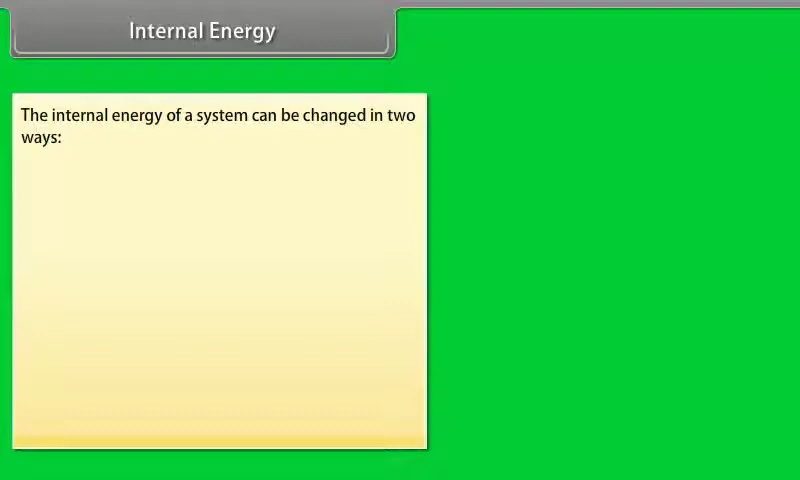 Internal Energy
The internal energy of a system can be changed in two
ways: